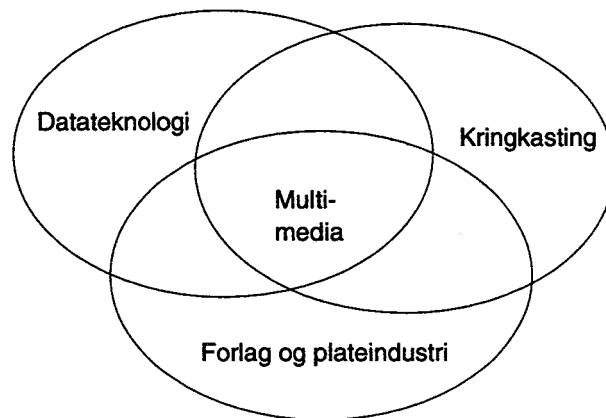 Datateknologi
Kringkasting
Multi-
media
Forlag og plateindustri